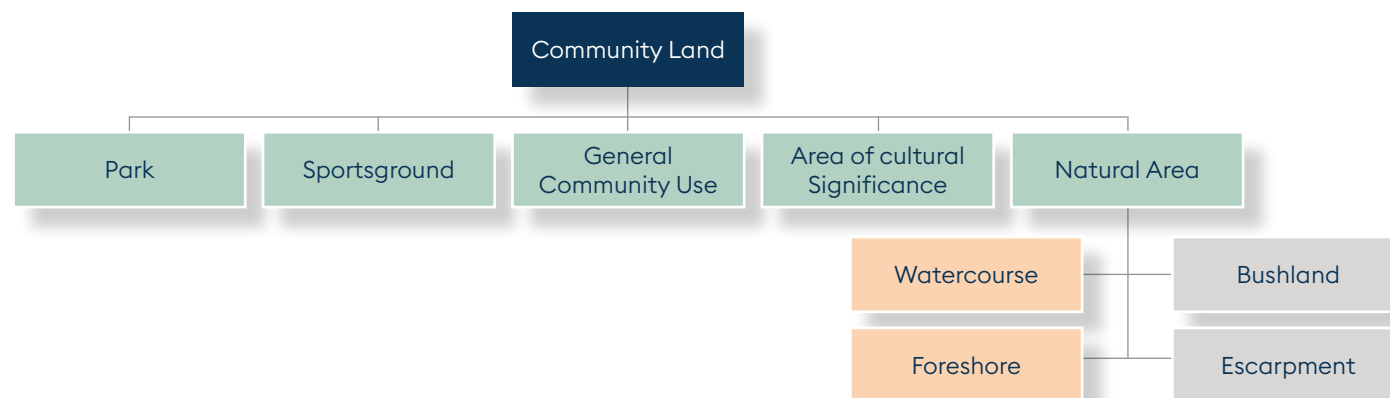 Community Land
Park
Sportsground
General
Community Use
Area of cultural
Significance
Natural Area
Watercourse
Bushland
Foreshore
Escarpment